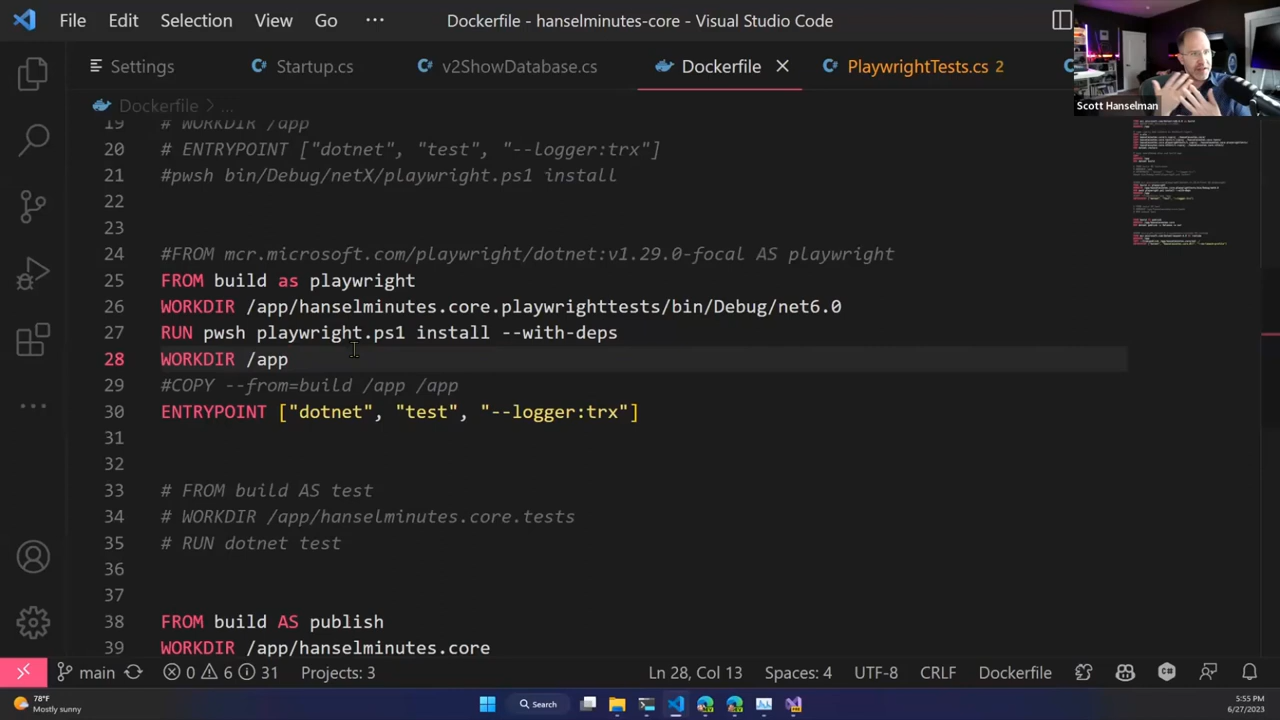 File Edit Selection View Go ··· Dockerfile - hanselminutes-core - Visual Studio Code
Settings Startup.cs v2ShowDatabase.cs Dockerfile PlaywrightTests.cs 2
Scott Hanselman
Dockerfile > ...
19 # WORKDIR /app
20 # ENTRYPOINT ["dotnet", "test", "--logger:trx"]
21 #pwsh bin/Debug/netX/playwright.ps1 install
22
23
24 #FROM mcr.microsoft.com/playwright/dotnet:v1.29.0-focal AS playwright
25 FROM build as playwright
26 WORKDIR /app/hanselminutes.core.playwrighttests/bin/Debug/net6.0
27 RUN pwsh playwright.ps1 install --with-deps
28 WORKDIR /app
29 #COPY --from=build /app /app
30 ENTRYPOINT ["dotnet", "test", "--logger:trx"]
31
32
33 # FROM build AS test
34 # WORKDIR /app/hanselminutes.core.tests
35 # RUN dotnet test
36
37
38 FROM build AS publish
39 WORKDIR /app/hanselminutes.core
main 0 6 31 Projects: 3 Ln 28, Col 13 Spaces: 4 UTF-8 CRLF Dockerfile
78°F
Mostly sunny
Search
5:55 PM
6/27/2023